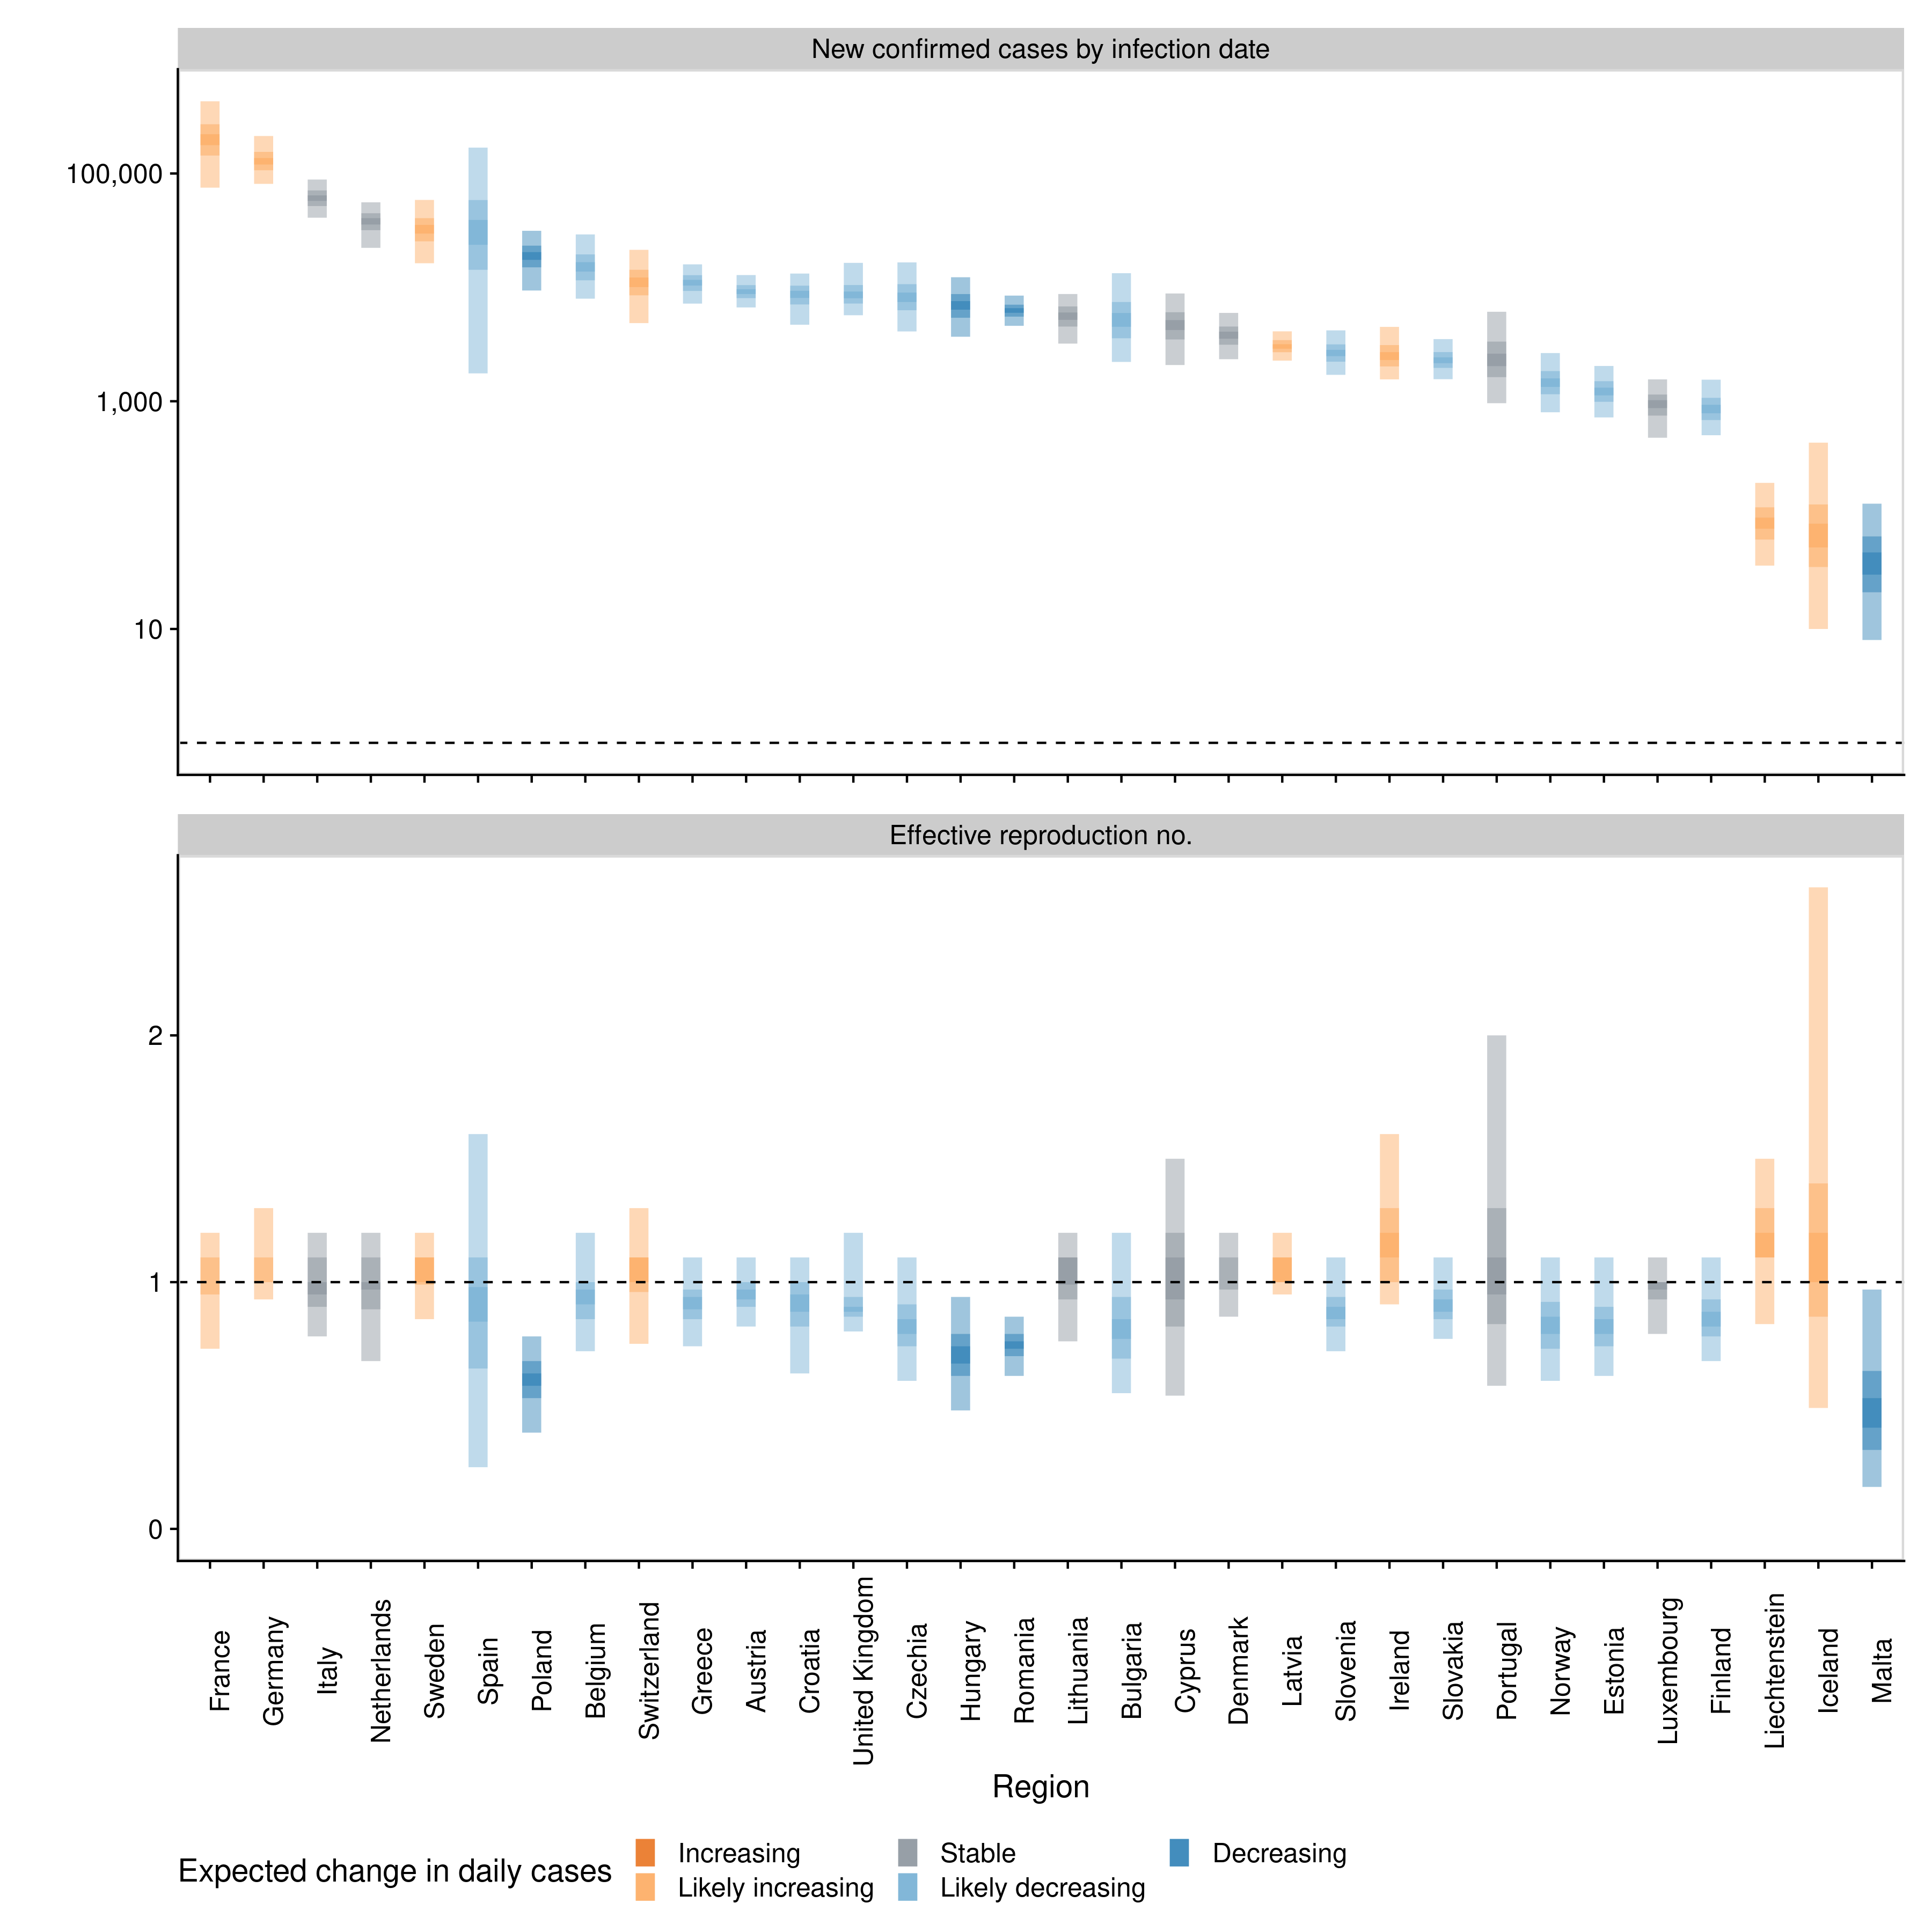 New confirmed cases by infection date
100,000
1,000
10
Effective reproduction no.
2
1
0
France
Germany
Italy
Netherlands
Sweden
Spain
Poland
Belgium
Switzerland
Greece
Austria
Croatia
United Kingdom
Czechia
Hungary
Romania
Lithuania
Bulgaria
Cyprus
Denmark
Latvia
Slovenia
Ireland
Slovakia
Portugal
Norway
Estonia
Luxembourg
Finland
Liechtenstein
Iceland
Malta
Region
Expected change in daily cases
Increasing
Likely increasing
Stable
Likely decreasing
Decreasing